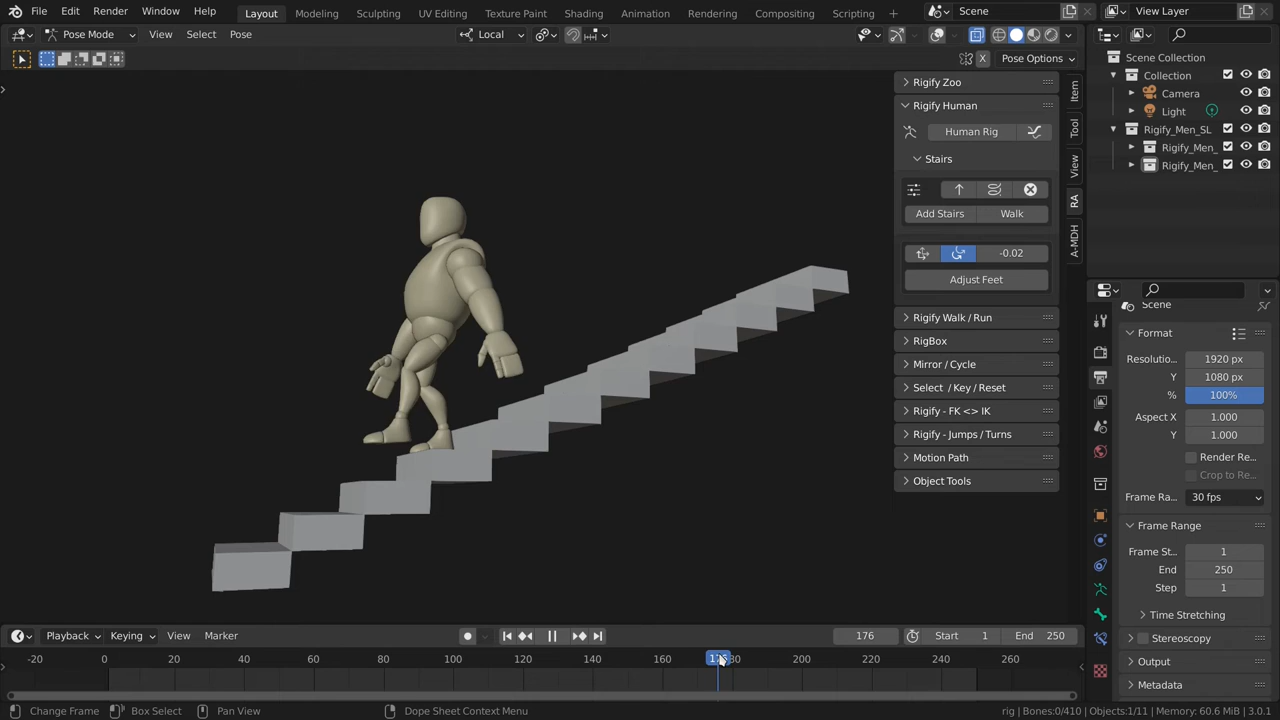 File Edit Render Window Help Layout Modeling Sculpting UV Editing Texture Paint Shading Animation Rendering Compositing Scripting + Scene View Layer
Pose Mode View Select Pose Local
X Pose Options
Rigify Zoo
Rigify Human
Human Rig
Stairs
Add Stairs Walk
-0.02
Adjust Feet
Rigify Walk / Run
RigBox
Mirror / Cycle
Select / Key / Reset
Rigify - FK <> IK
Rigify - Jumps / Turns
Motion Path
Object Tools
Item
Tool
View
RA
A-MDH
Scene Collection
Collection
Camera
Light
Rigify_Men_SL
Rigify_Men_
Rigify_Men_
Scene
Format
Resolutio... 1920 px
Y 1080 px
% 100%
Aspect X 1.000
Y 1.000
Render Re...
Crop to Re...
Frame Ra... 30 fps
Frame Range
Frame St... 1
End 250
Step 1
Time Stretching
Stereoscopy
Output
Metadata
Playback Keying View Marker 176 Start 1 End 250
-20 0 20 40 60 80 100 120 140 160 80 200 220 240 260
Change Frame Box Select Pan View Dope Sheet Context Menu rig | Bones:0/410 | Objects:1/11 | Memory: 60.6 MiB | 3.0.1